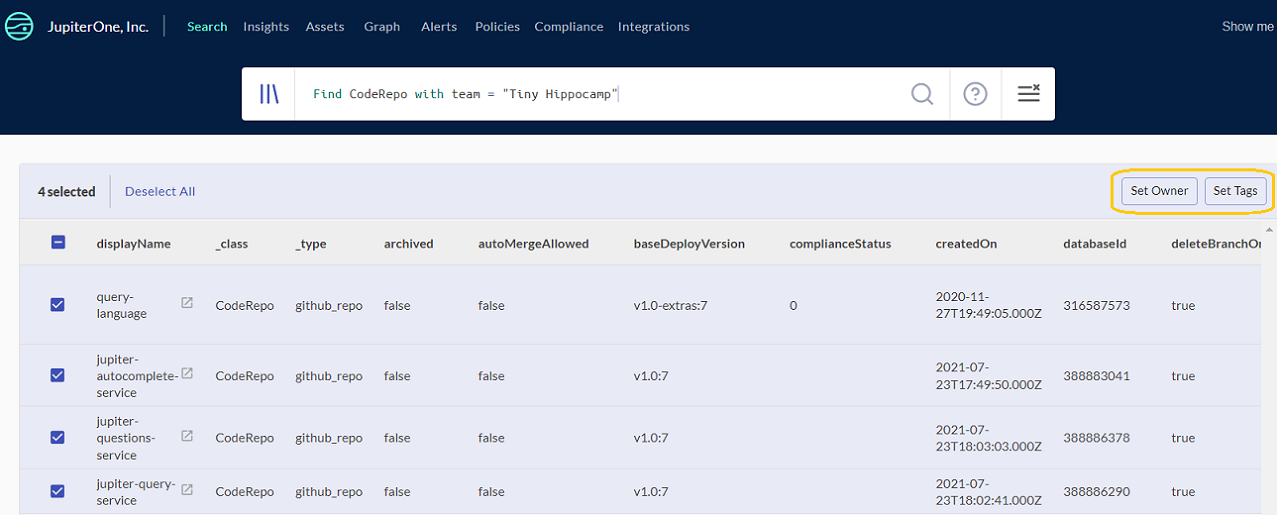 JupiterOne, Inc. Search Insights Assets Graph Alerts Policies Compliance Integrations Show me
Find CodeRepo with team = "Tiny Hippocamp"
4 selected Deselect All Set Owner Set Tags
displayName _class _type archived autoMergeAllowed baseDeployVersion complianceStatus createdOn databaseId deleteBranchOn
query-
language
CodeRepo github_repo false false v1.0-extras:7 0
2020-11-
27T19:49:05.000Z
316587573 true
jupiter-
autocomplete-
service
CodeRepo github_repo false false v1.0:7
2021-07-
23T17:49:50.000Z
388883041 true
jupiter-
questions-
service
CodeRepo github_repo false false v1.0:7
2021-07-
23T18:03:03.000Z
388886378 true
jupiter-query-
service
CodeRepo github_repo false false v1.0:7
2021-07-
23T18:02:41.000Z
388886290 true